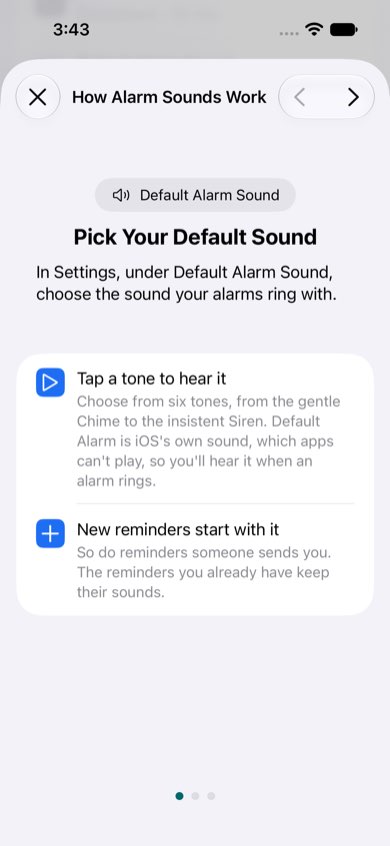 3:43
How Alarm Sounds Work
Default Alarm Sound
Pick Your Default Sound
In Settings, under Default Alarm Sound,
choose the sound your alarms ring with.
Tap a tone to hear it
Choose from six tones, from the gentle
Chime to the insistent Siren. Default
Alarm is iOS's own sound, which apps
can't play, so you'll hear it when an
alarm rings.
New reminders start with it
So do reminders someone sends you.
The reminders you already have keep
their sounds.